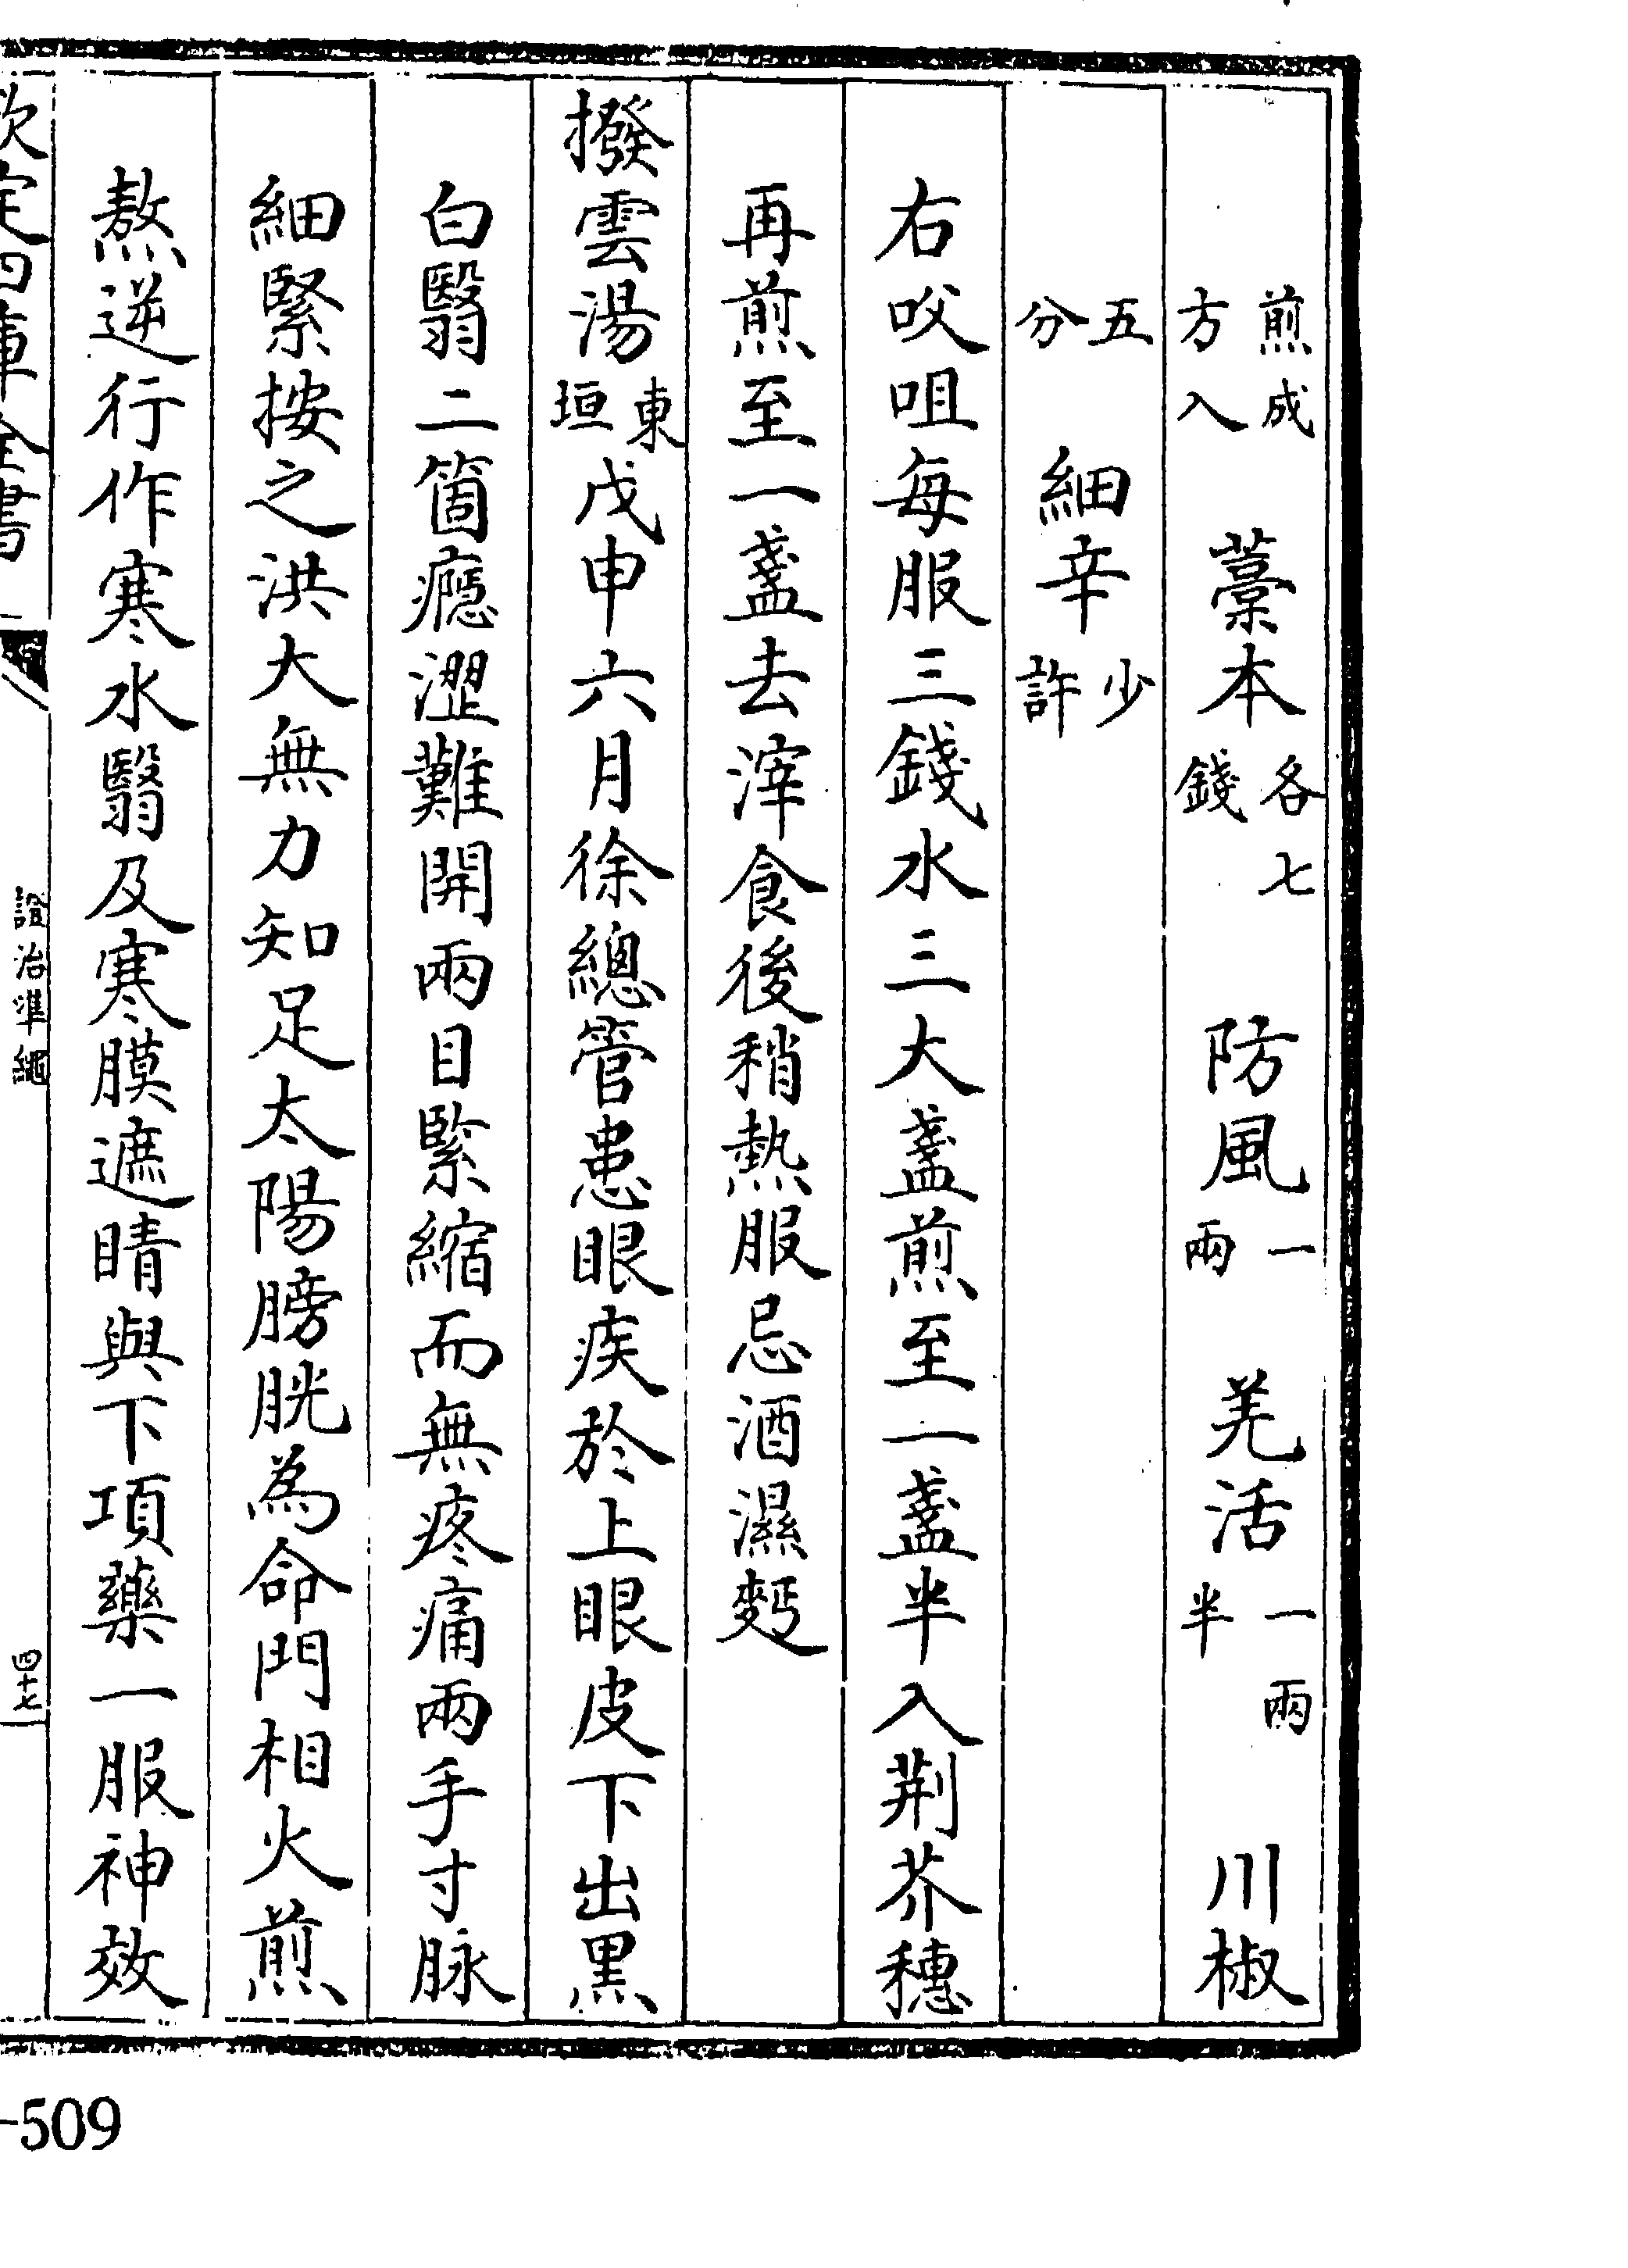 煎成方入 藁本各七錢 防風一兩 羌活一兩半 川椒
五分 細辛少許
右㕮咀每服三錢水三大盞煎至一盞半入荆芥穗
再煎至一盞去滓食後稍熱服忌酒濕麪
撥雲湯東垣戊申六月徐總管患眼疾於上眼皮下出黒
白翳二箇癮澀難開兩目緊縮而無疼痛兩手寸脉
細緊按之洪大無力知足太陽膀胱為命門相火煎
熬逆行作寒水翳及寒膜遮睛與下項藥一服神效
欽定四庫全書
證治準繩
四十七
-509